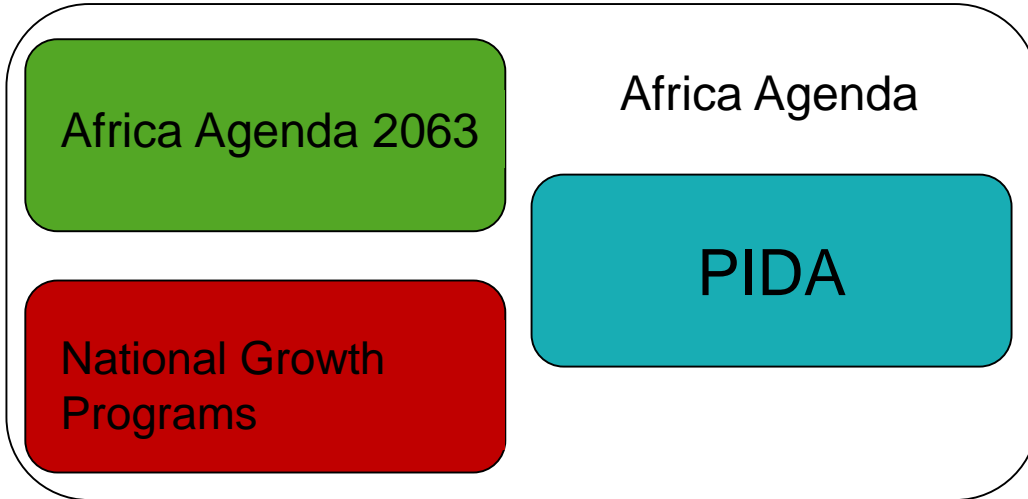 Africa Agenda 2063
Africa Agenda
PIDA
National Growth
Programs